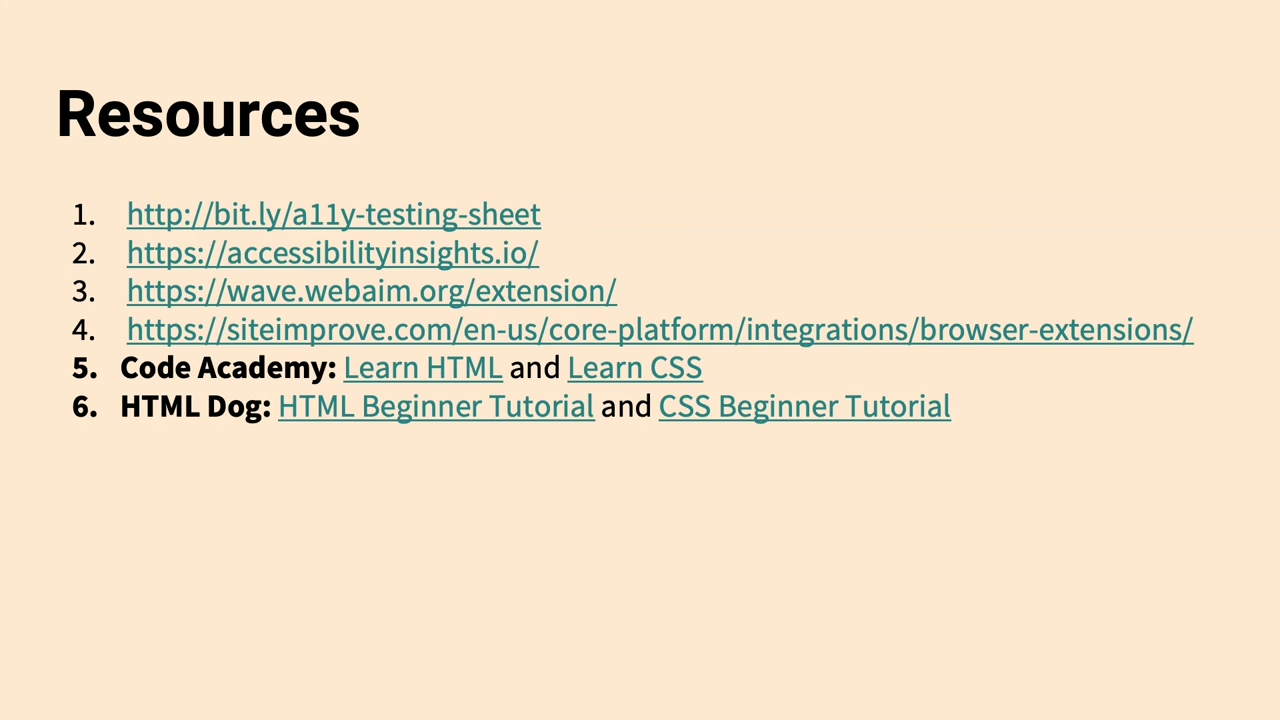 Resources
1. http://bit.ly/a11y-testing-sheet
2. https://accessibilityinsights.io/
3. https://wave.webaim.org/extension/
4. https://siteimprove.com/en-us/core-platform/integrations/browser-extensions/
5. Code Academy: Learn HTML and Learn CSS
6. HTML Dog: HTML Beginner Tutorial and CSS Beginner Tutorial